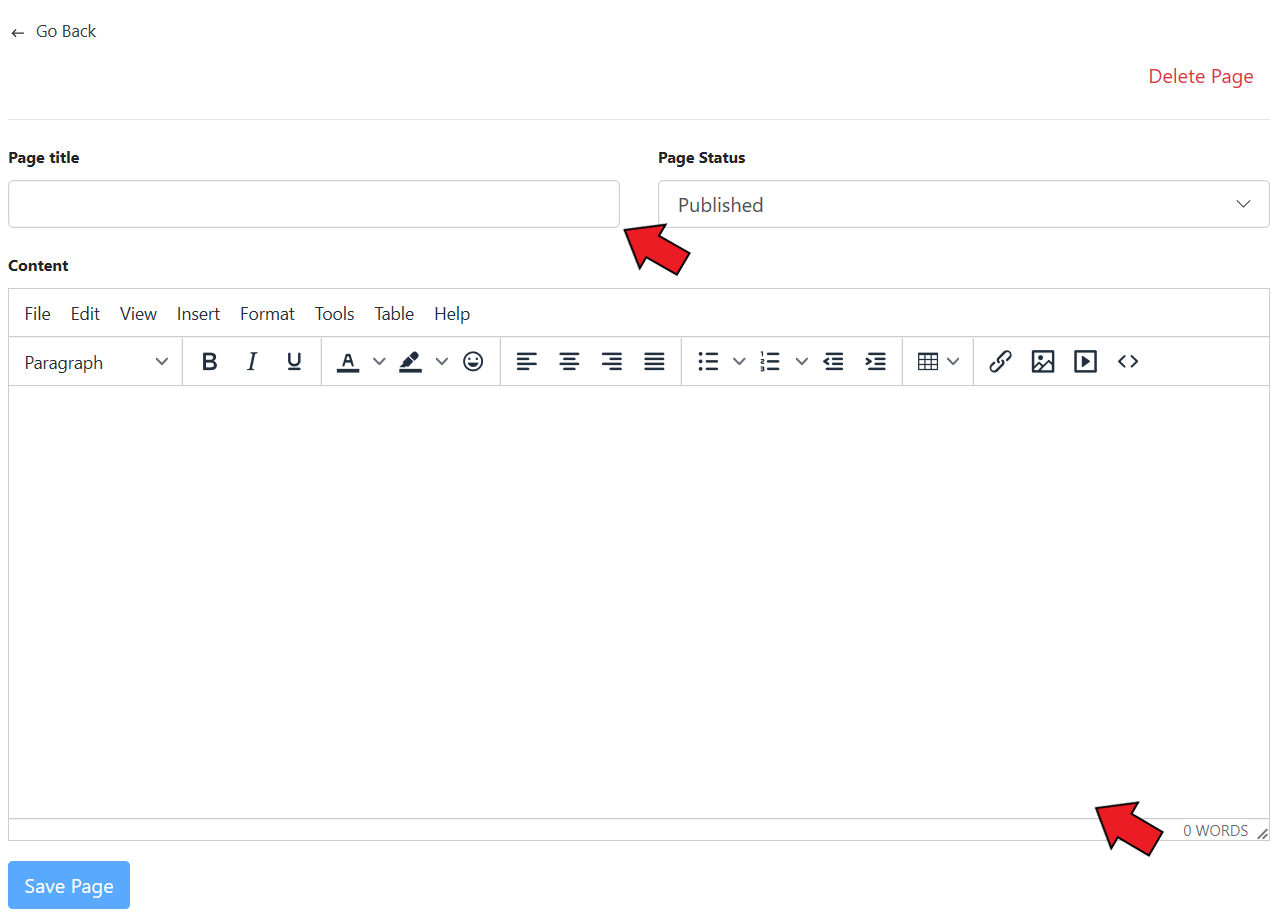 Go Back
Delete Page
Page title
Page Status
Published
Content
File Edit View Insert Format Tools Table Help
Paragraph B I U A
0 WORDS
Save Page